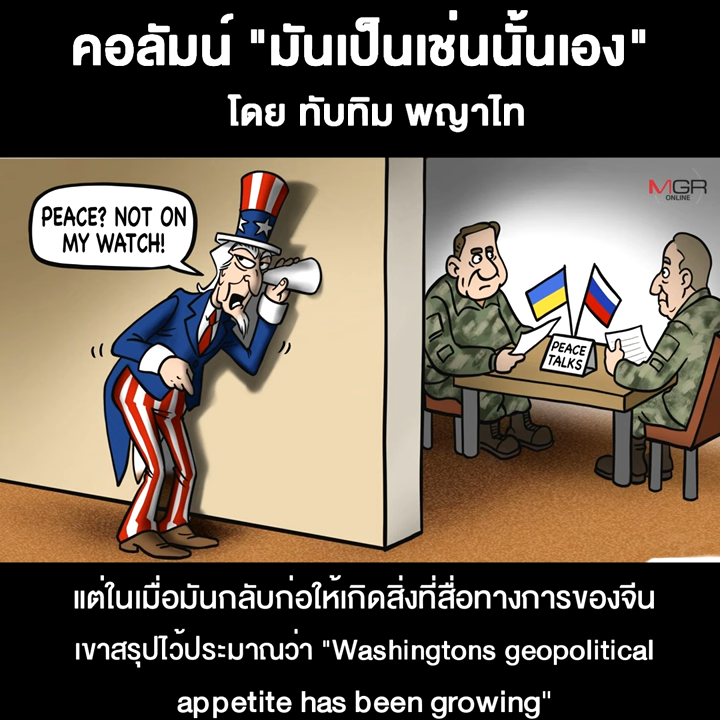 คอลัมน์ "มันเป็นเช่นนั้นเอง"
โดย ทับทิม พญาไท
MGR
ONLINE
PEACE? NOT ON
MY WATCH!
PEACE
TALKS
แต่ในเมื่อมันกลับก่อให้เกิดสิ่งที่สื่อทางการของจีน
เขาสรุปไว้ประมาณว่า "Washingtons geopolitical
appetite has been growing"